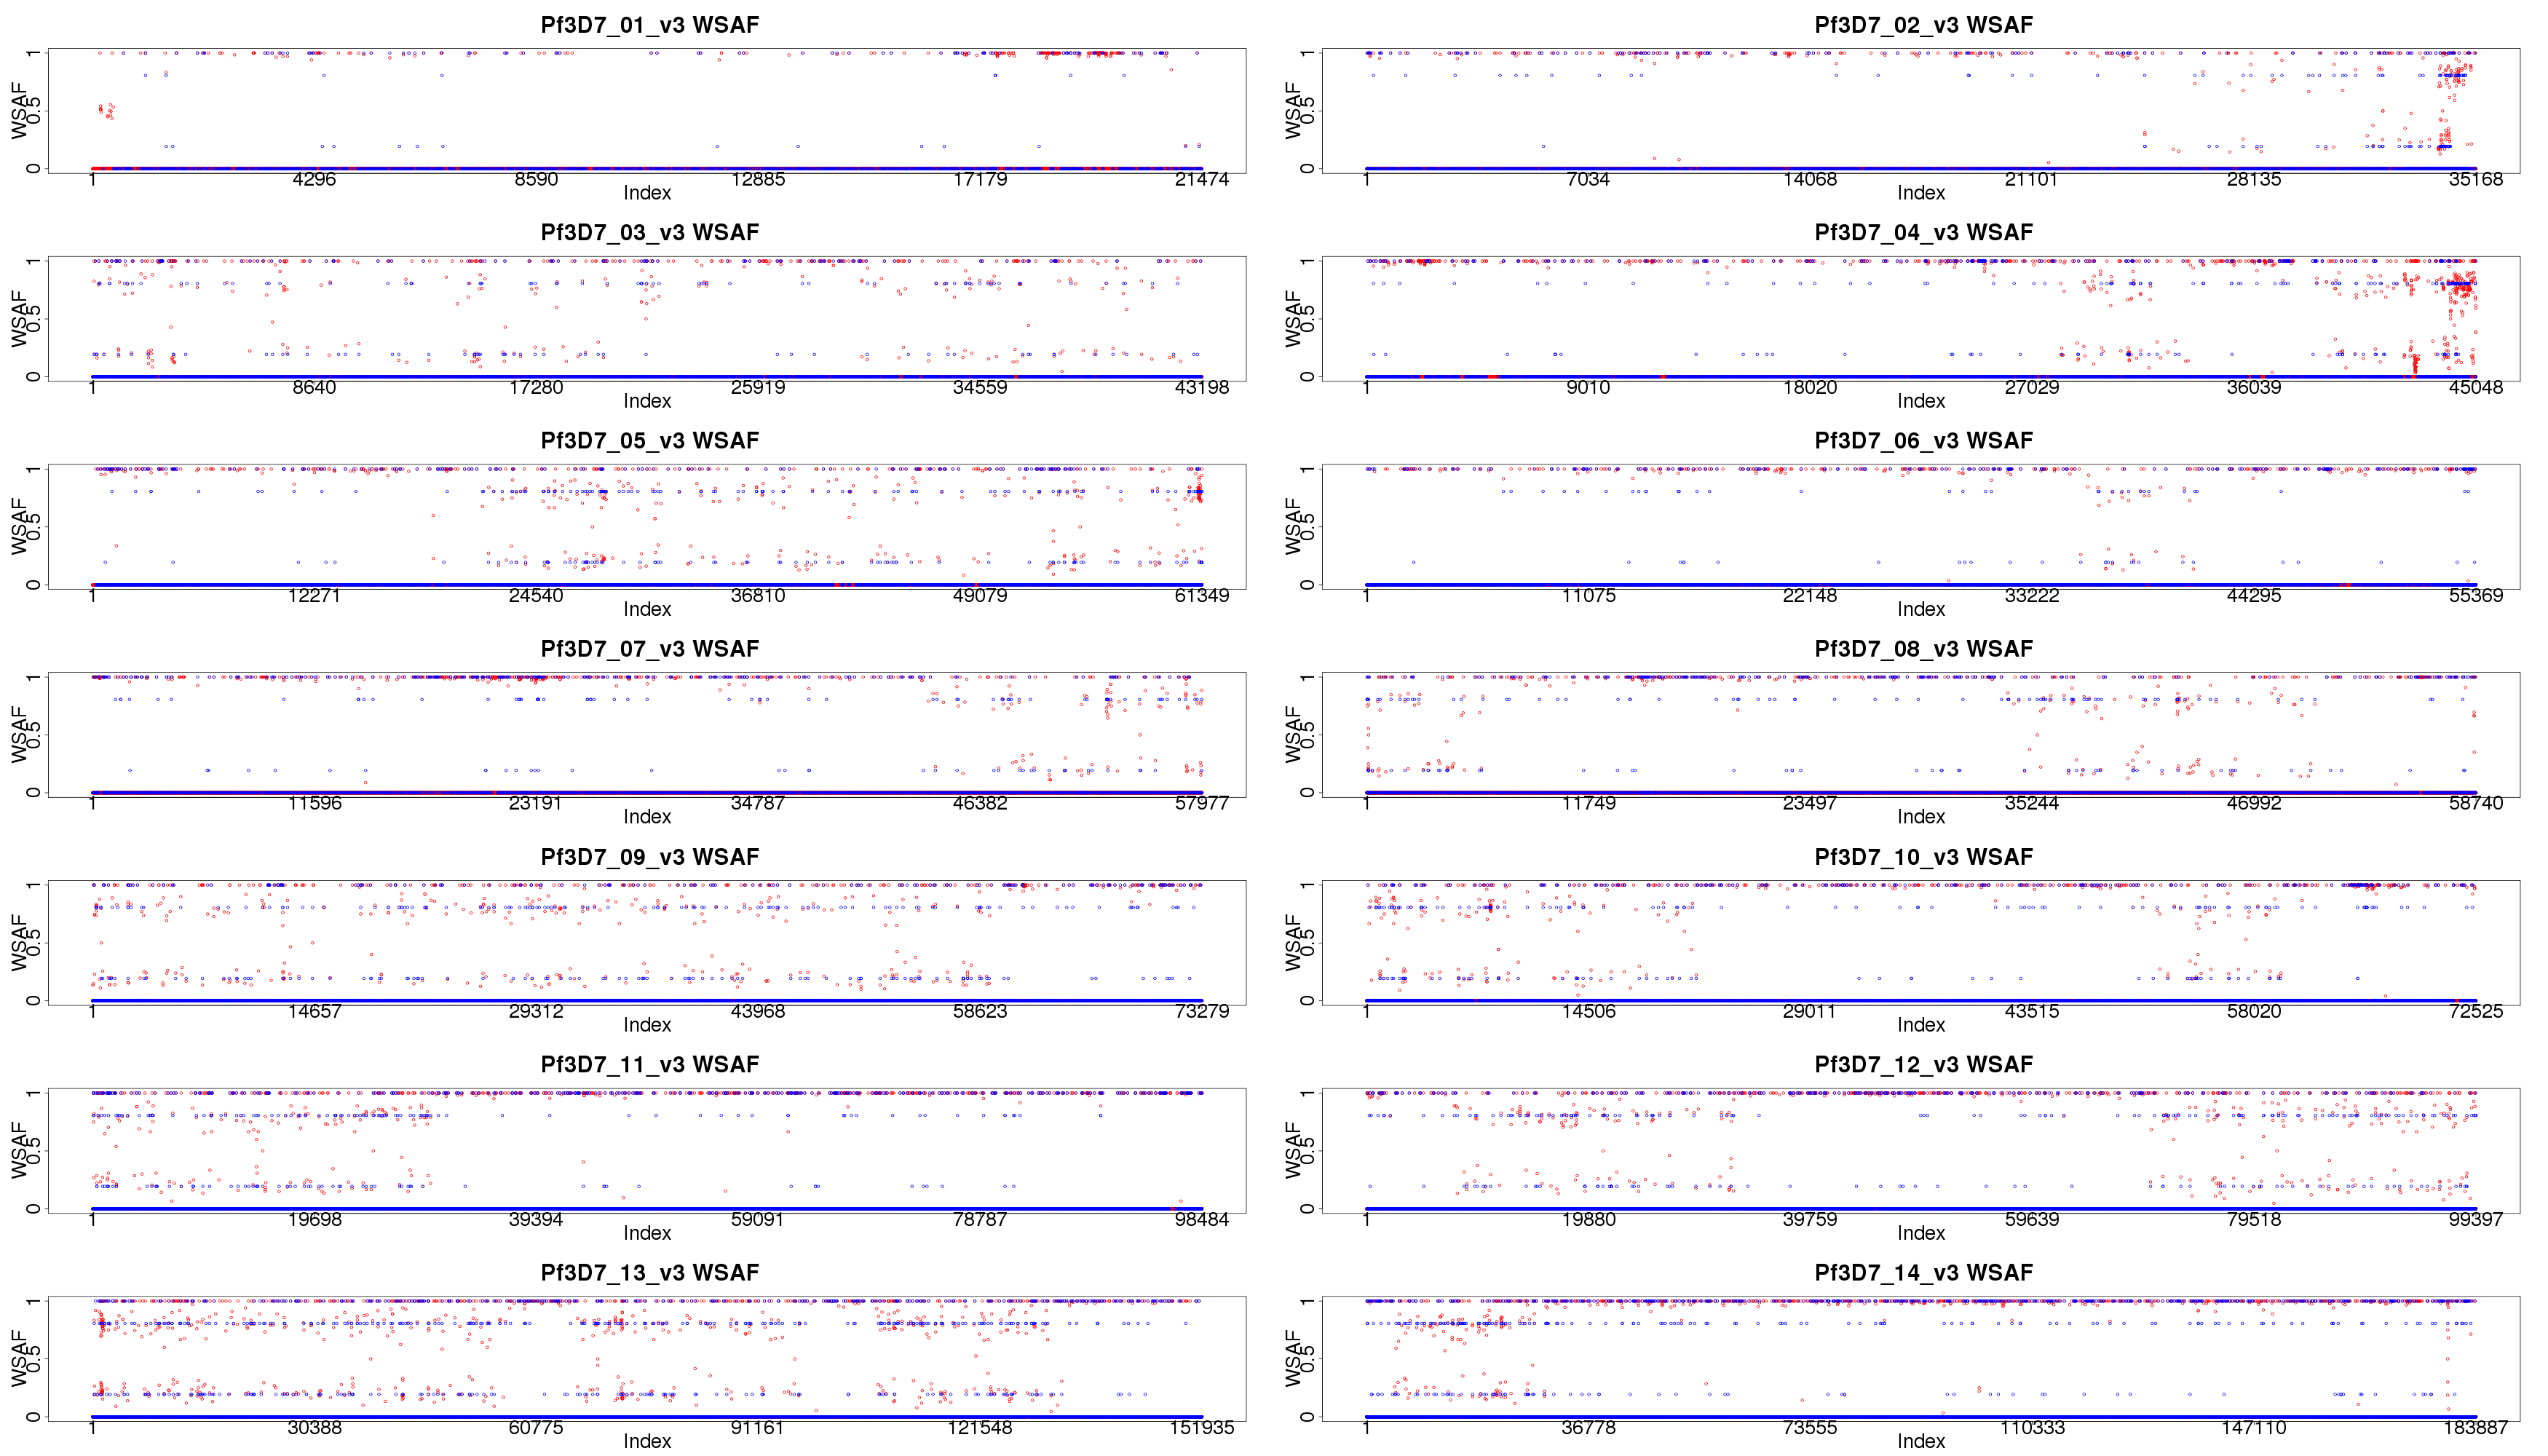 Pf3D7_01_v3 WSAF
WSAF
0 0.5 1
1 4296 8590 12885 17179 21474
Index
Pf3D7_02_v3 WSAF
WSAF
0 0.5 1
1 7034 14068 21101 28135 35168
Index
Pf3D7_03_v3 WSAF
WSAF
0 0.5 1
1 8640 17280 25919 34559 43198
Index
Pf3D7_04_v3 WSAF
WSAF
0 0.5 1
1 9010 18020 27029 36039 45048
Index
Pf3D7_05_v3 WSAF
WSAF
0 0.5 1
1 12271 24540 36810 49079 61349
Index
Pf3D7_06_v3 WSAF
WSAF
0 0.5 1
1 11075 22148 33222 44295 55369
Index
Pf3D7_07_v3 WSAF
WSAF
0 0.5 1
1 11596 23191 34787 46382 57977
Index
Pf3D7_08_v3 WSAF
WSAF
0 0.5 1
1 11749 23497 35244 46992 58740
Index
Pf3D7_09_v3 WSAF
WSAF
0 0.5 1
1 14657 29312 43968 58623 73279
Index
Pf3D7_10_v3 WSAF
WSAF
0 0.5 1
1 14506 29011 43515 58020 72525
Index
Pf3D7_11_v3 WSAF
WSAF
0 0.5 1
1 19698 39394 59091 78787 98484
Index
Pf3D7_12_v3 WSAF
WSAF
0 0.5 1
1 19880 39759 59639 79518 99397
Index
Pf3D7_13_v3 WSAF
WSAF
0 0.5 1
1 30388 60775 91161 121548 151935
Index
Pf3D7_14_v3 WSAF
WSAF
0 0.5 1
1 36778 73555 110333 147110 183887
Index